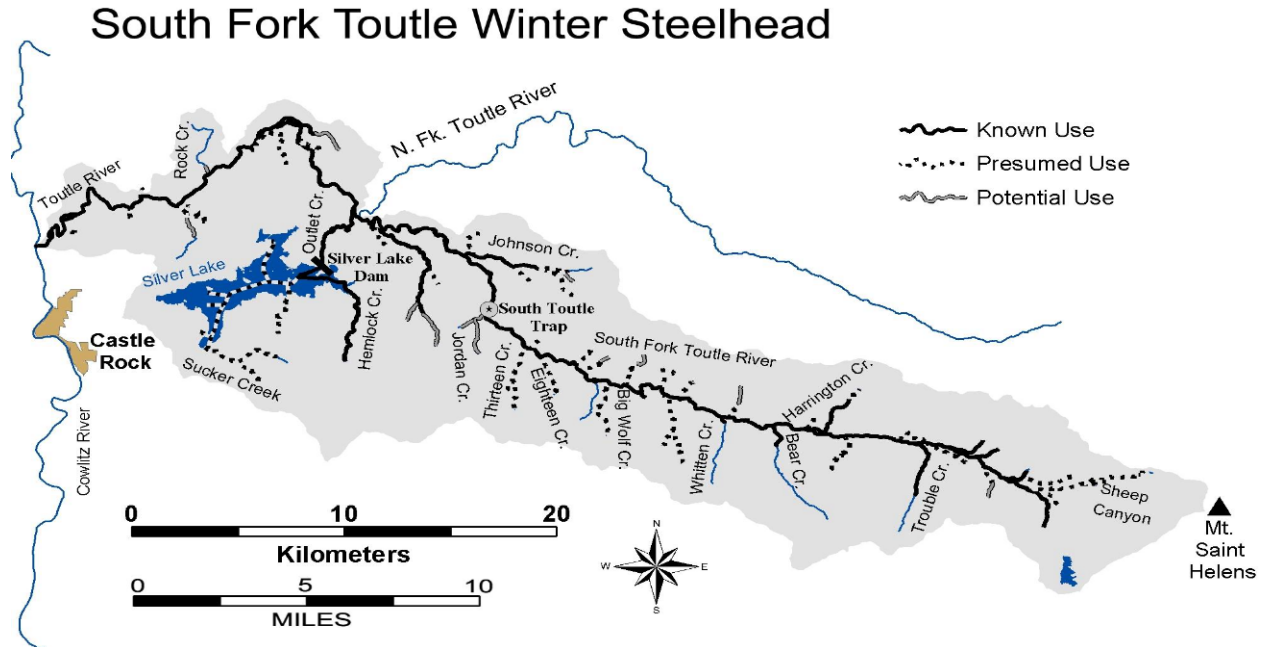 South Fork Toutle Winter Steelhead
N. Fk. Toutle River
Known Use
Presumed Use
Potential Use
Rock Cr.
Toutle River
Outlet Cr.
Johnson Cr.
Silver Lake
Silver Lake
Dam
South Toutle
Trap
Castle
Rock
Hemlock Cr.
Jordan Cr.
Sucker Creek
Thirteen Cr.
Eighteen Cr.
South Fork Toutle River
Big Wolf Cr.
Harrington Cr.
Whitten Cr.
Bear Cr.
Trouble Cr.
Sheep
Canyon
Cowlitz River
Mt.
Saint
Helens
0 10 20
Kilometers
0 5 10
MILES
N
W E
S